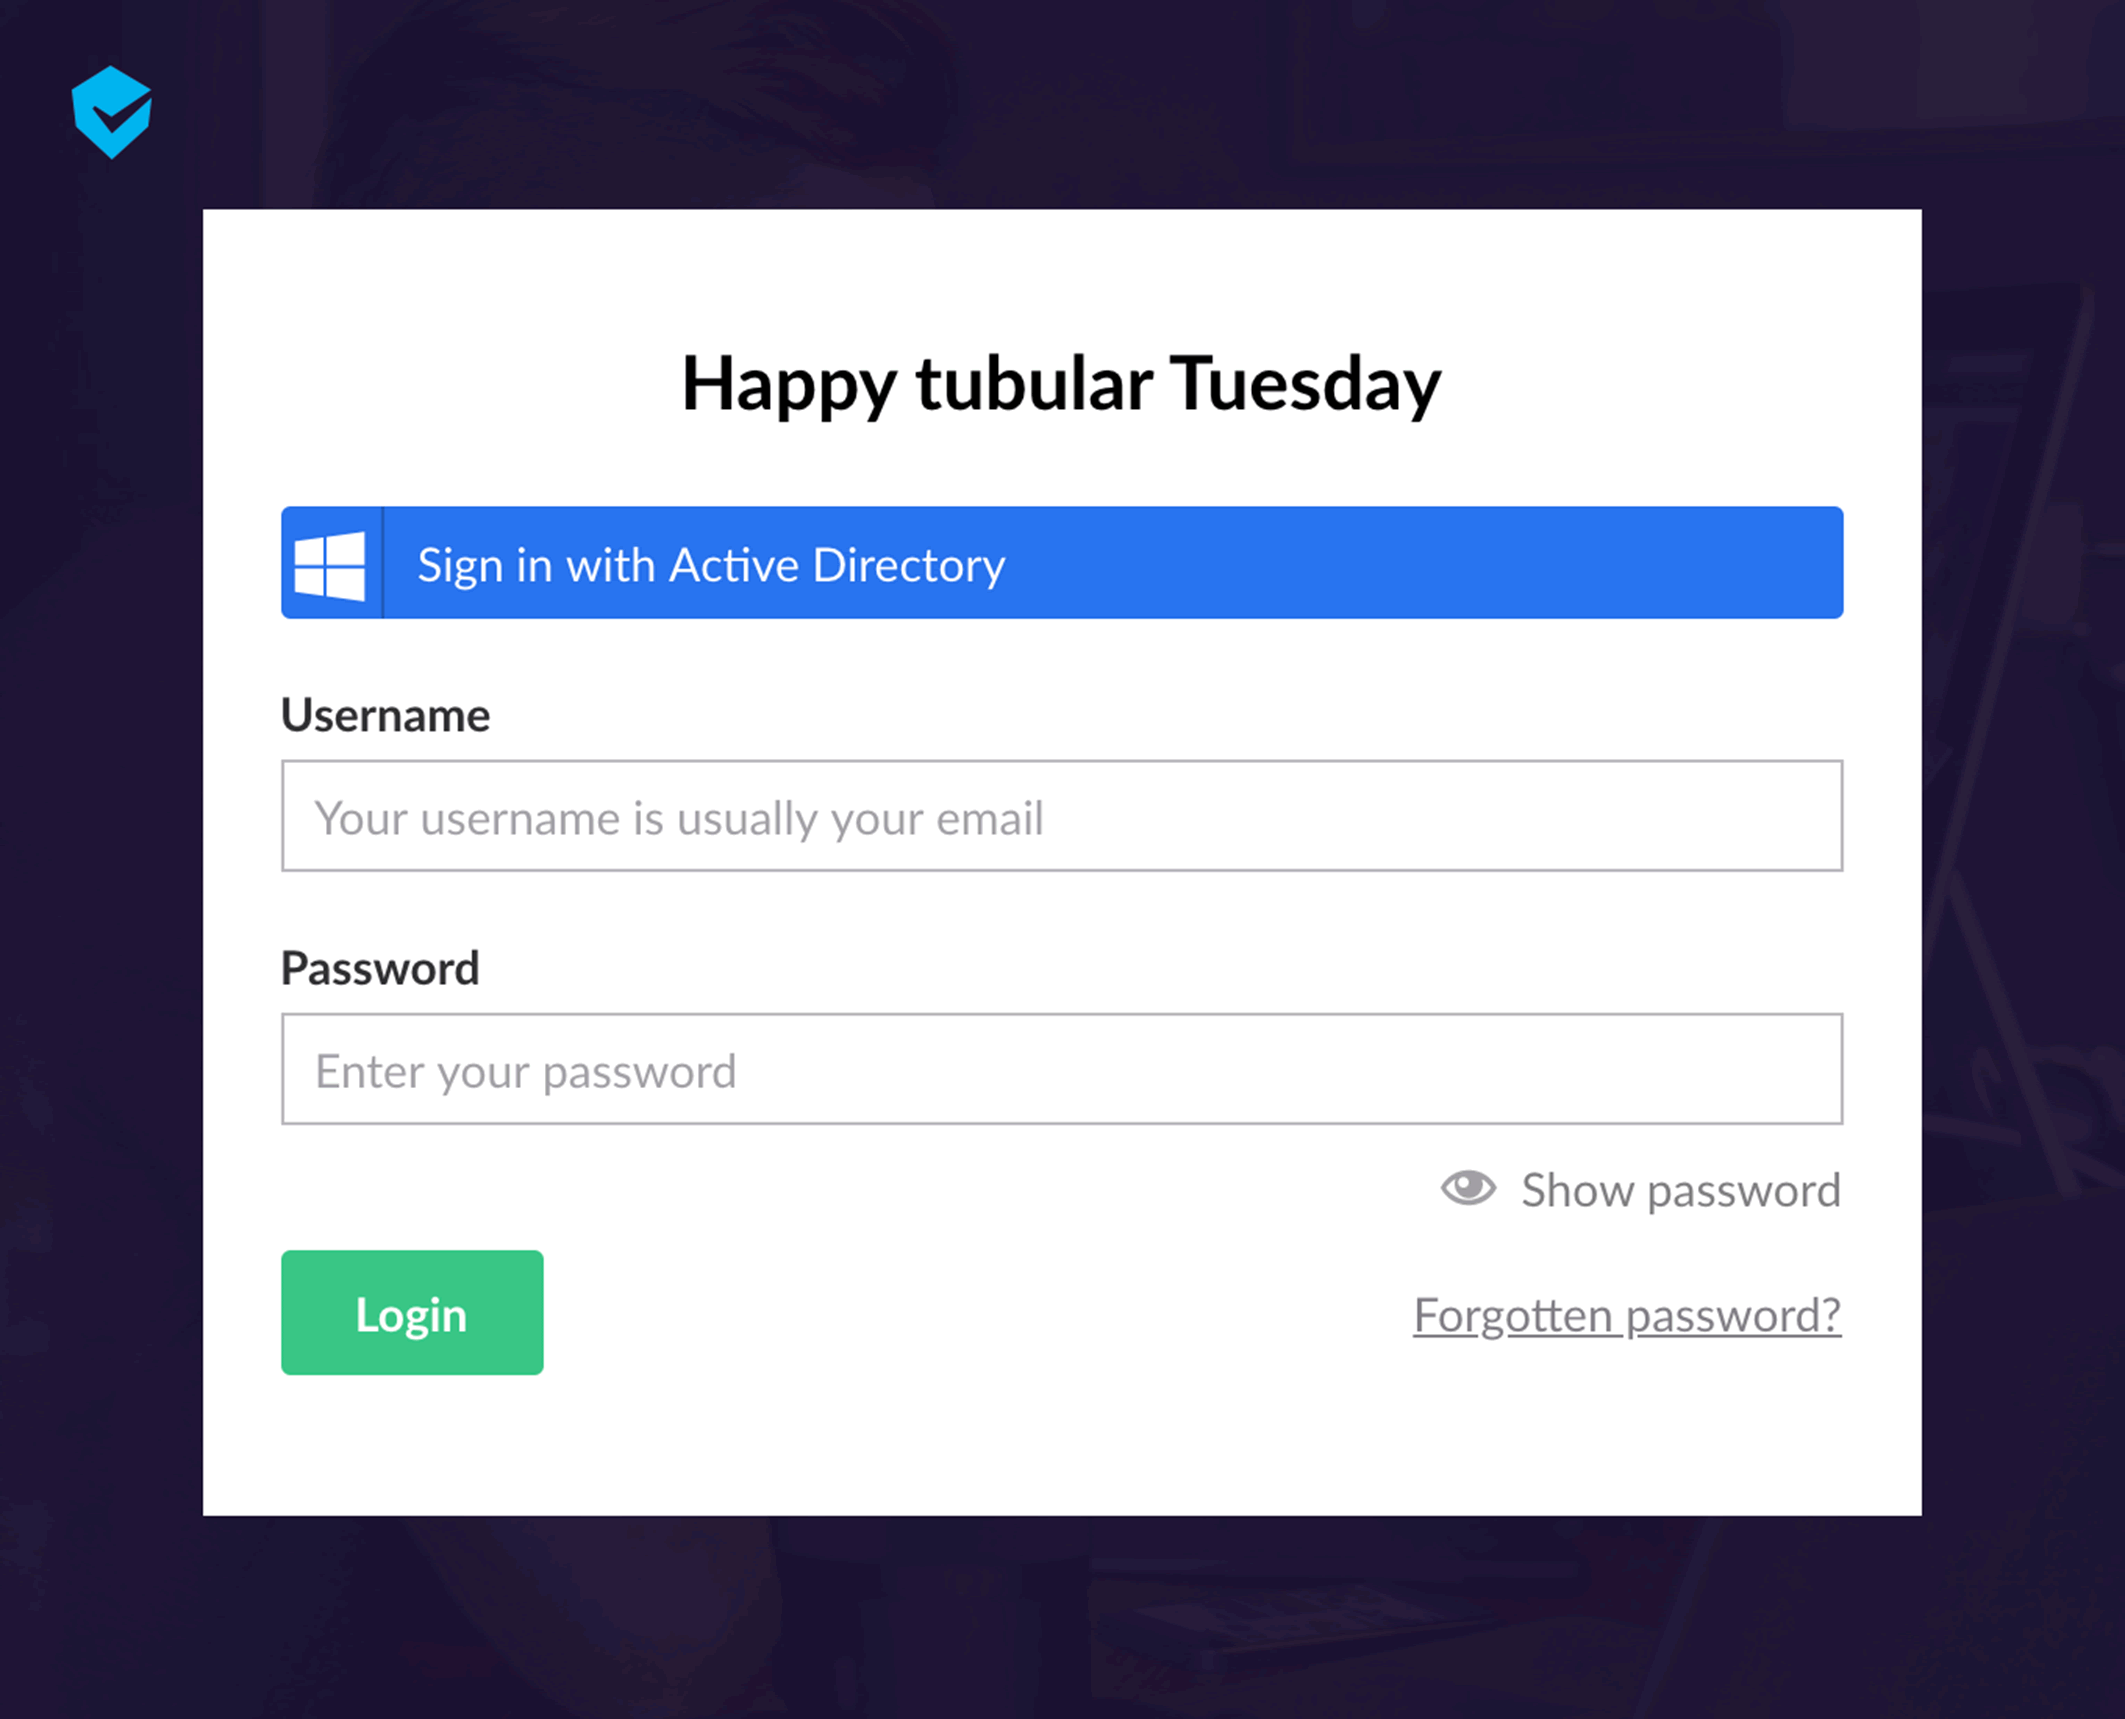 Happy tubular Tuesday
Sign in with Active Directory
Username
Your username is usually your email
Password
Enter your password
Show password
Login
Forgotten password?